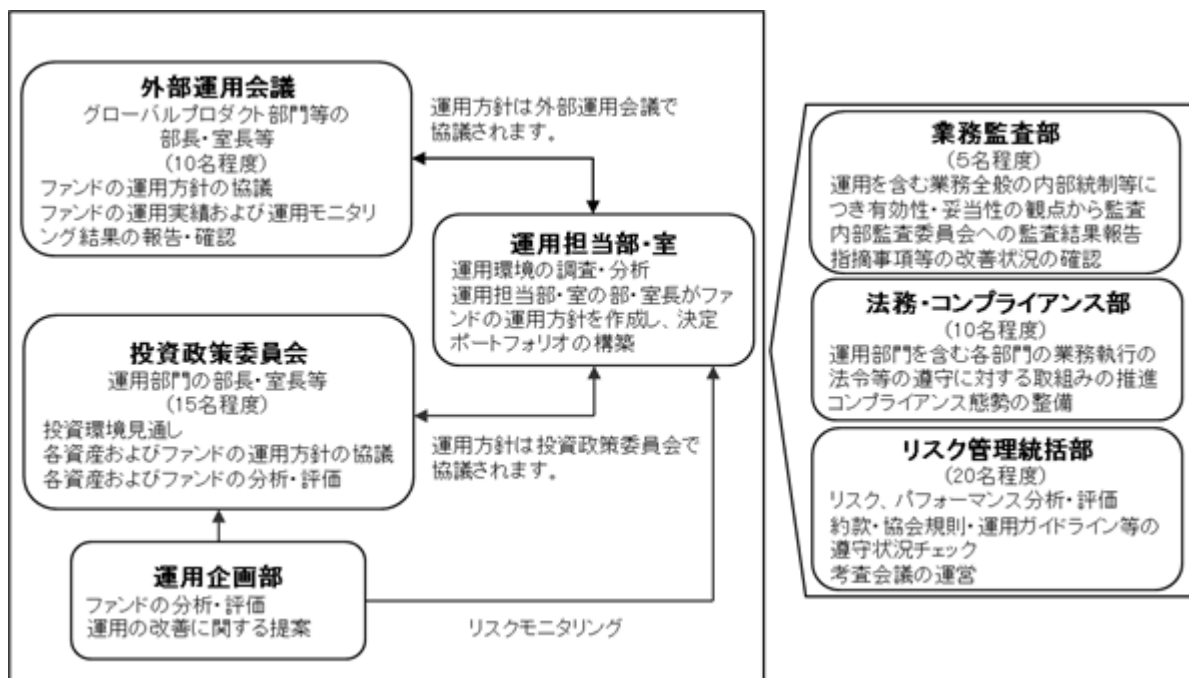 外部運用会議
グローバルプロダクト部門等の
部長・室長等
(10名程度)
ファンドの運用方針の協議
ファンドの運用実績および運用モニタリ
ング結果の報告・確認
運用方針は外部運用会議で
協議されます。
運用担当部・室
運用環境の調査・分析
運用担当部・室の部・室長がファ
ンドの運用方針を作成し、決定
ポートフォリオの構築
投資政策委員会
運用部門の部長・室長等
(15名程度)
投資環境見通し
各資産およびファンドの運用方針の協議
各資産およびファンドの分析・評価
運用方針は投資政策委員会で
協議されます。
運用企画部
ファンドの分析・評価
運用の改善に関する提案
リスクモニタリング
業務監査部
(5名程度)
運用を含む業務全般の内部統制等に
つき有効性・妥当性の観点から監査
内部監査委員会への監査結果報告
指摘事項等の改善状況の確認
法務・コンプライアンス部
(10名程度)
運用部門を含む各部門の業務執行の
法令等の遵守に対する取組みの推進
コンプライアンス態勢の整備
リスク管理統括部
(20名程度)
リスク、パフォーマンス分析・評価
約款・協会規則・運用ガイドライン等の
遵守状況チェック
考査会議の運営